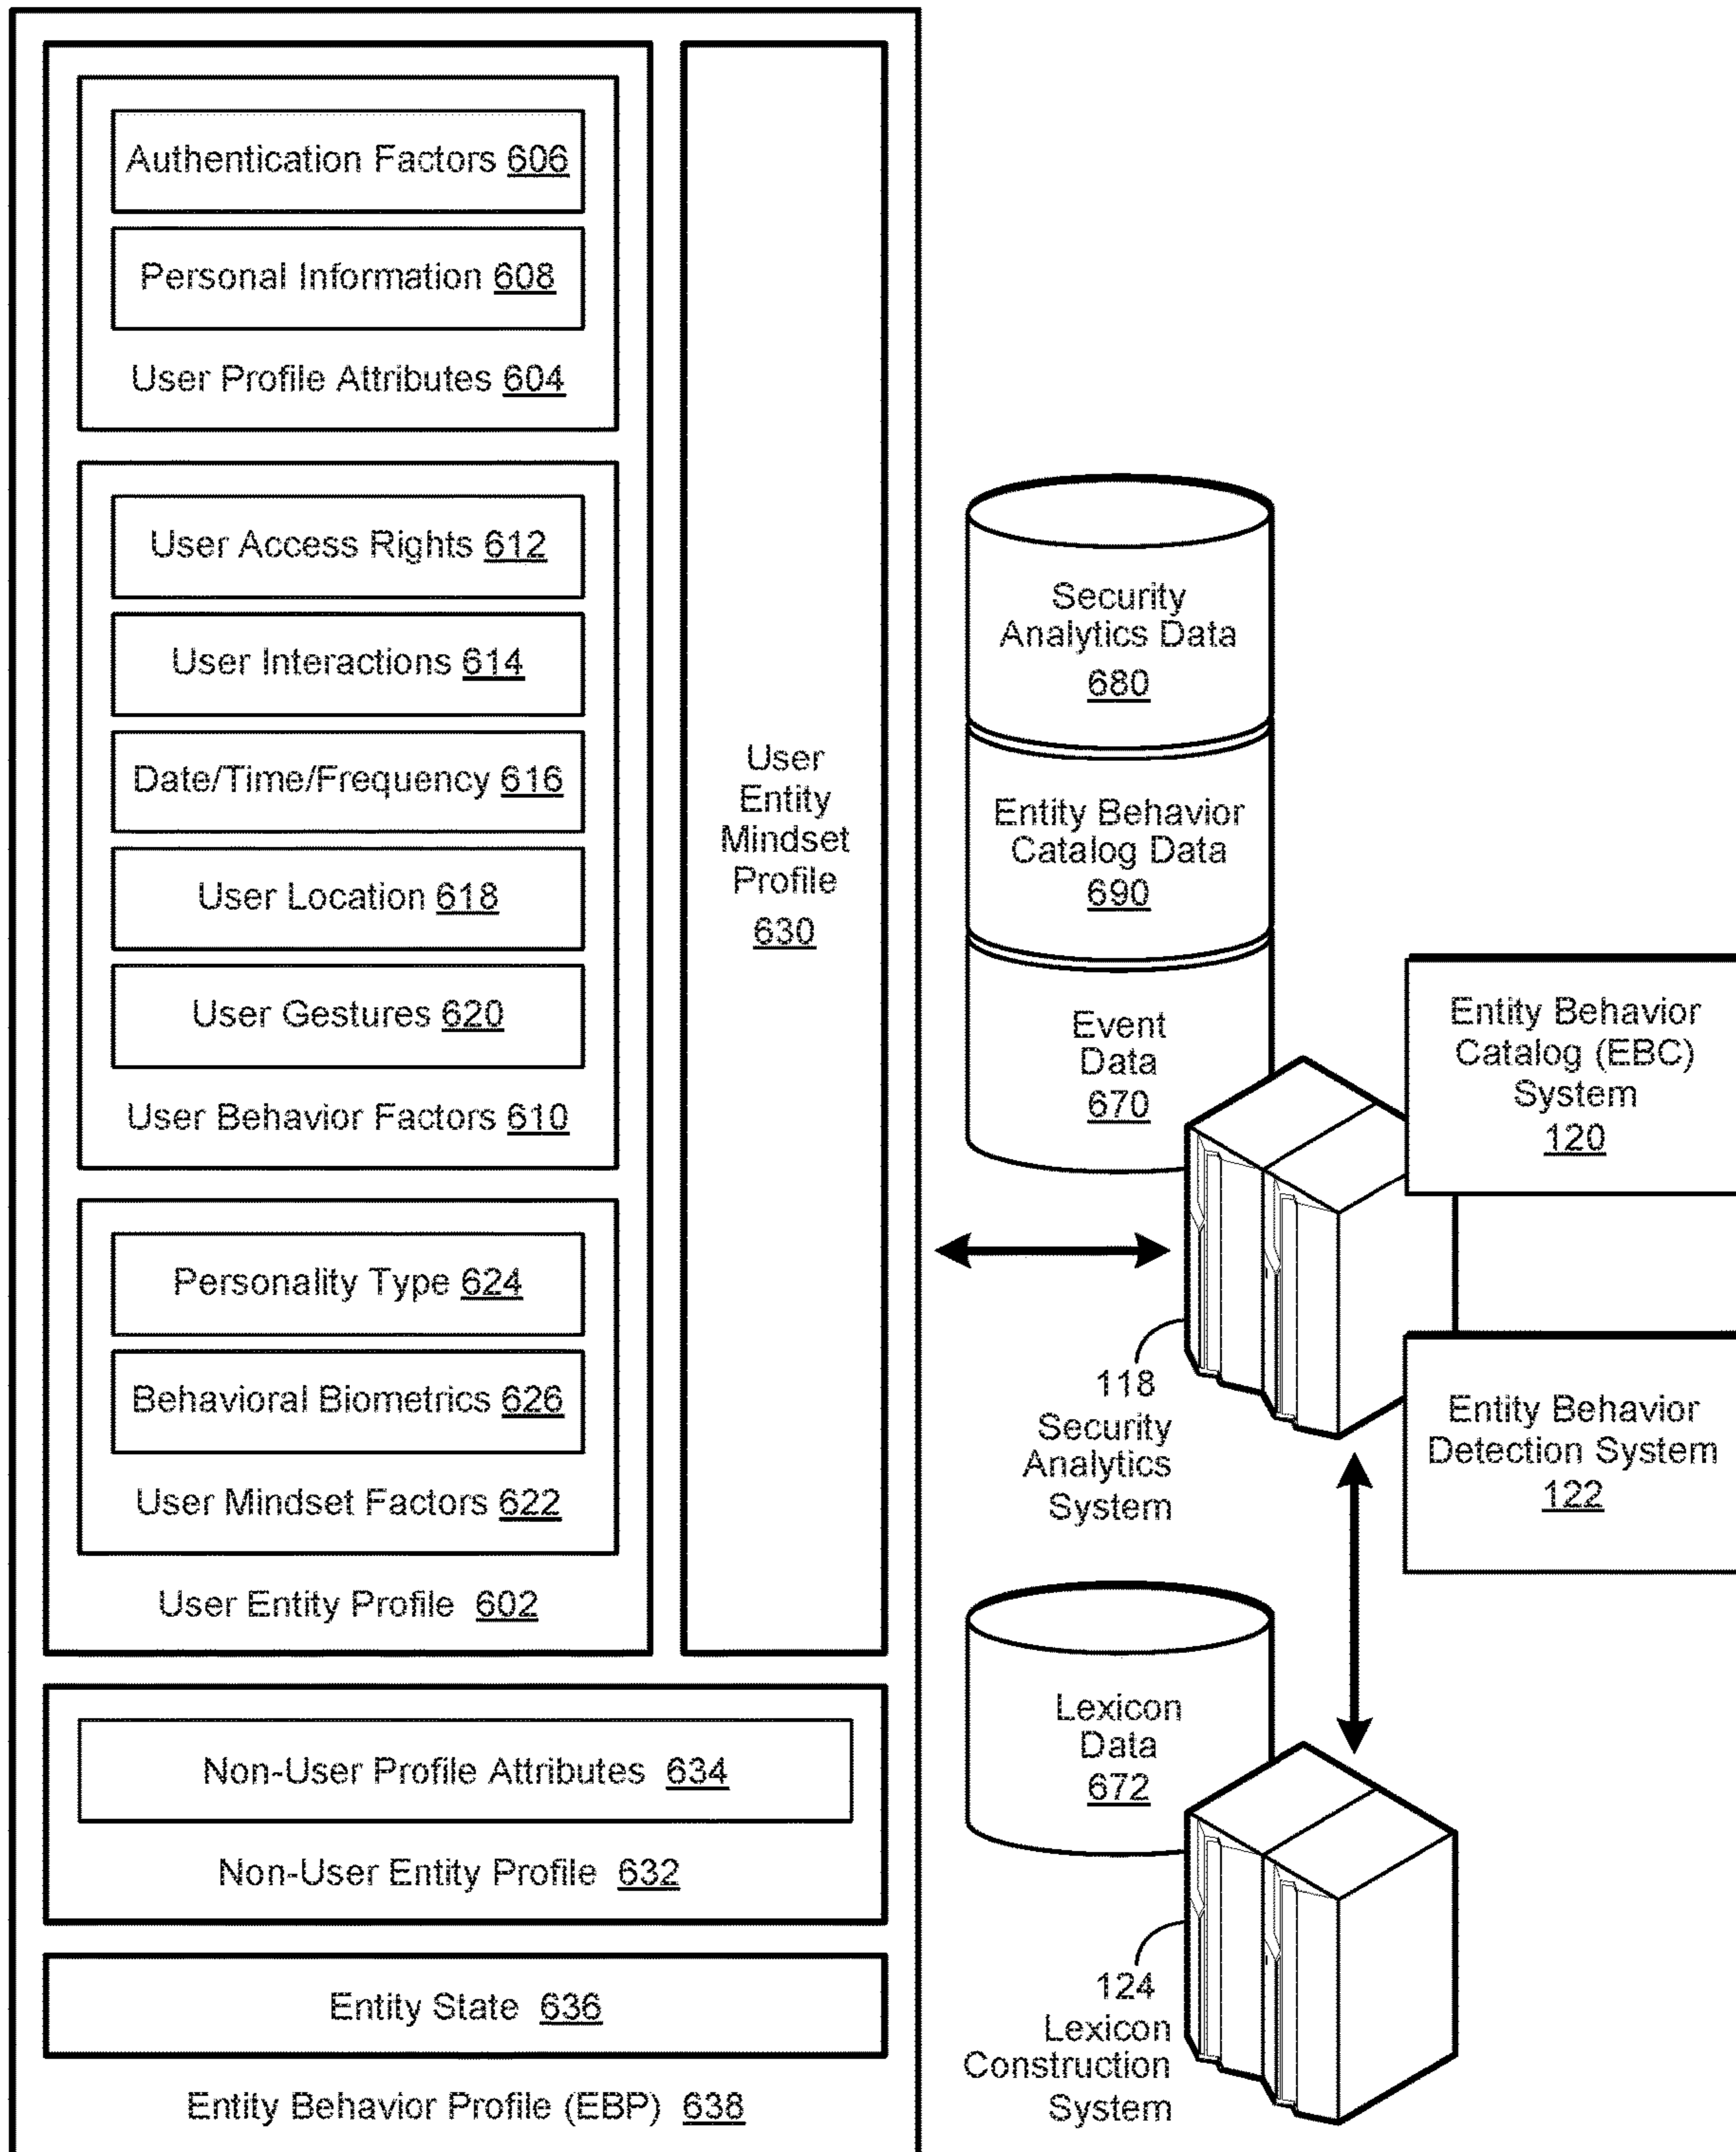 Authentication Factors 606
Personal Information 608
User Profile Attributes 604
User Access Rights 612
User Interactions 614
Date/Time/Frequency 616
User Location 618
User Gestures 620
User Behavior Factors 610
Personality Type 624
Behavioral Biometrics 626
User Mindset Factors 622
User Entity Profile 602
User
Entity
Mindset
Profile
630
Non-User Profile Attributes 634
Non-User Entity Profile 632
Entity State 636
Entity Behavior Profile (EBP) 638
Security
Analytics Data
680
Entity Behavior
Catalog Data
690
Event
Data
670
Entity Behavior
Catalog (EBC)
System
120
118
Security
Analytics
System
Entity Behavior
Detection System
122
Lexicon
Data
672
124
Lexicon
Construction
System